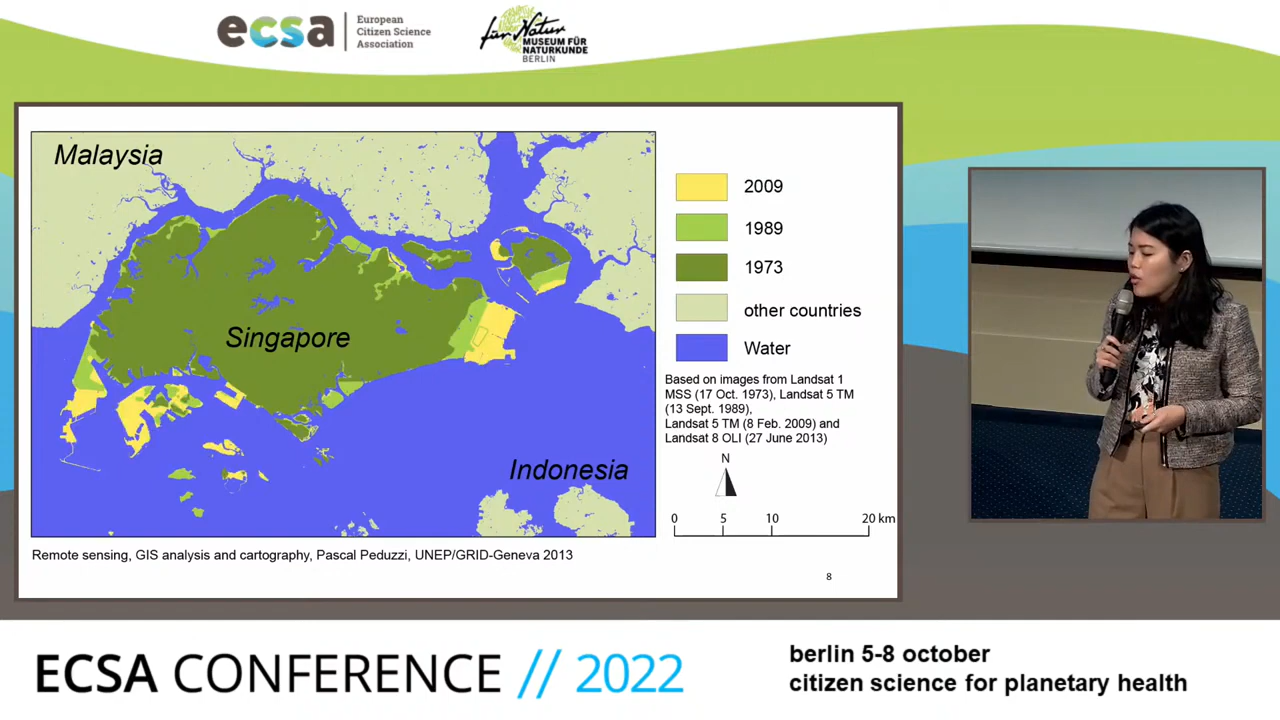 ecsa
European
Citizen Science
Association
für Natur
MUSEUM FÜR
NATURKUNDE
BERLIN
Malaysia
Singapore
Indonesia
2009
1989
1973
other countries
Water
Based on images from Landsat 1
MSS (17 Oct. 1973), Landsat 5 TM
(13 Sept. 1989),
Landsat 5 TM (8 Feb. 2009) and
Landsat 8 OLI (27 June 2013)
N
0 5 10 20 km
Remote sensing, GIS analysis and cartography, Pascal Peduzzi, UNEP/GRID-Geneva 2013
8
ECSA CONFERENCE // 2022
berlin 5-8 october
citizen science for planetary health